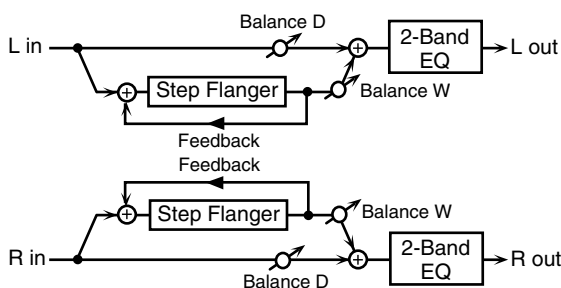 Balance D
L in
2-Band
EQ
L out
Step Flanger
Balance W
Feedback
Feedback
Step Flanger
Balance W
R in
2-Band
EQ
R out
Balance D